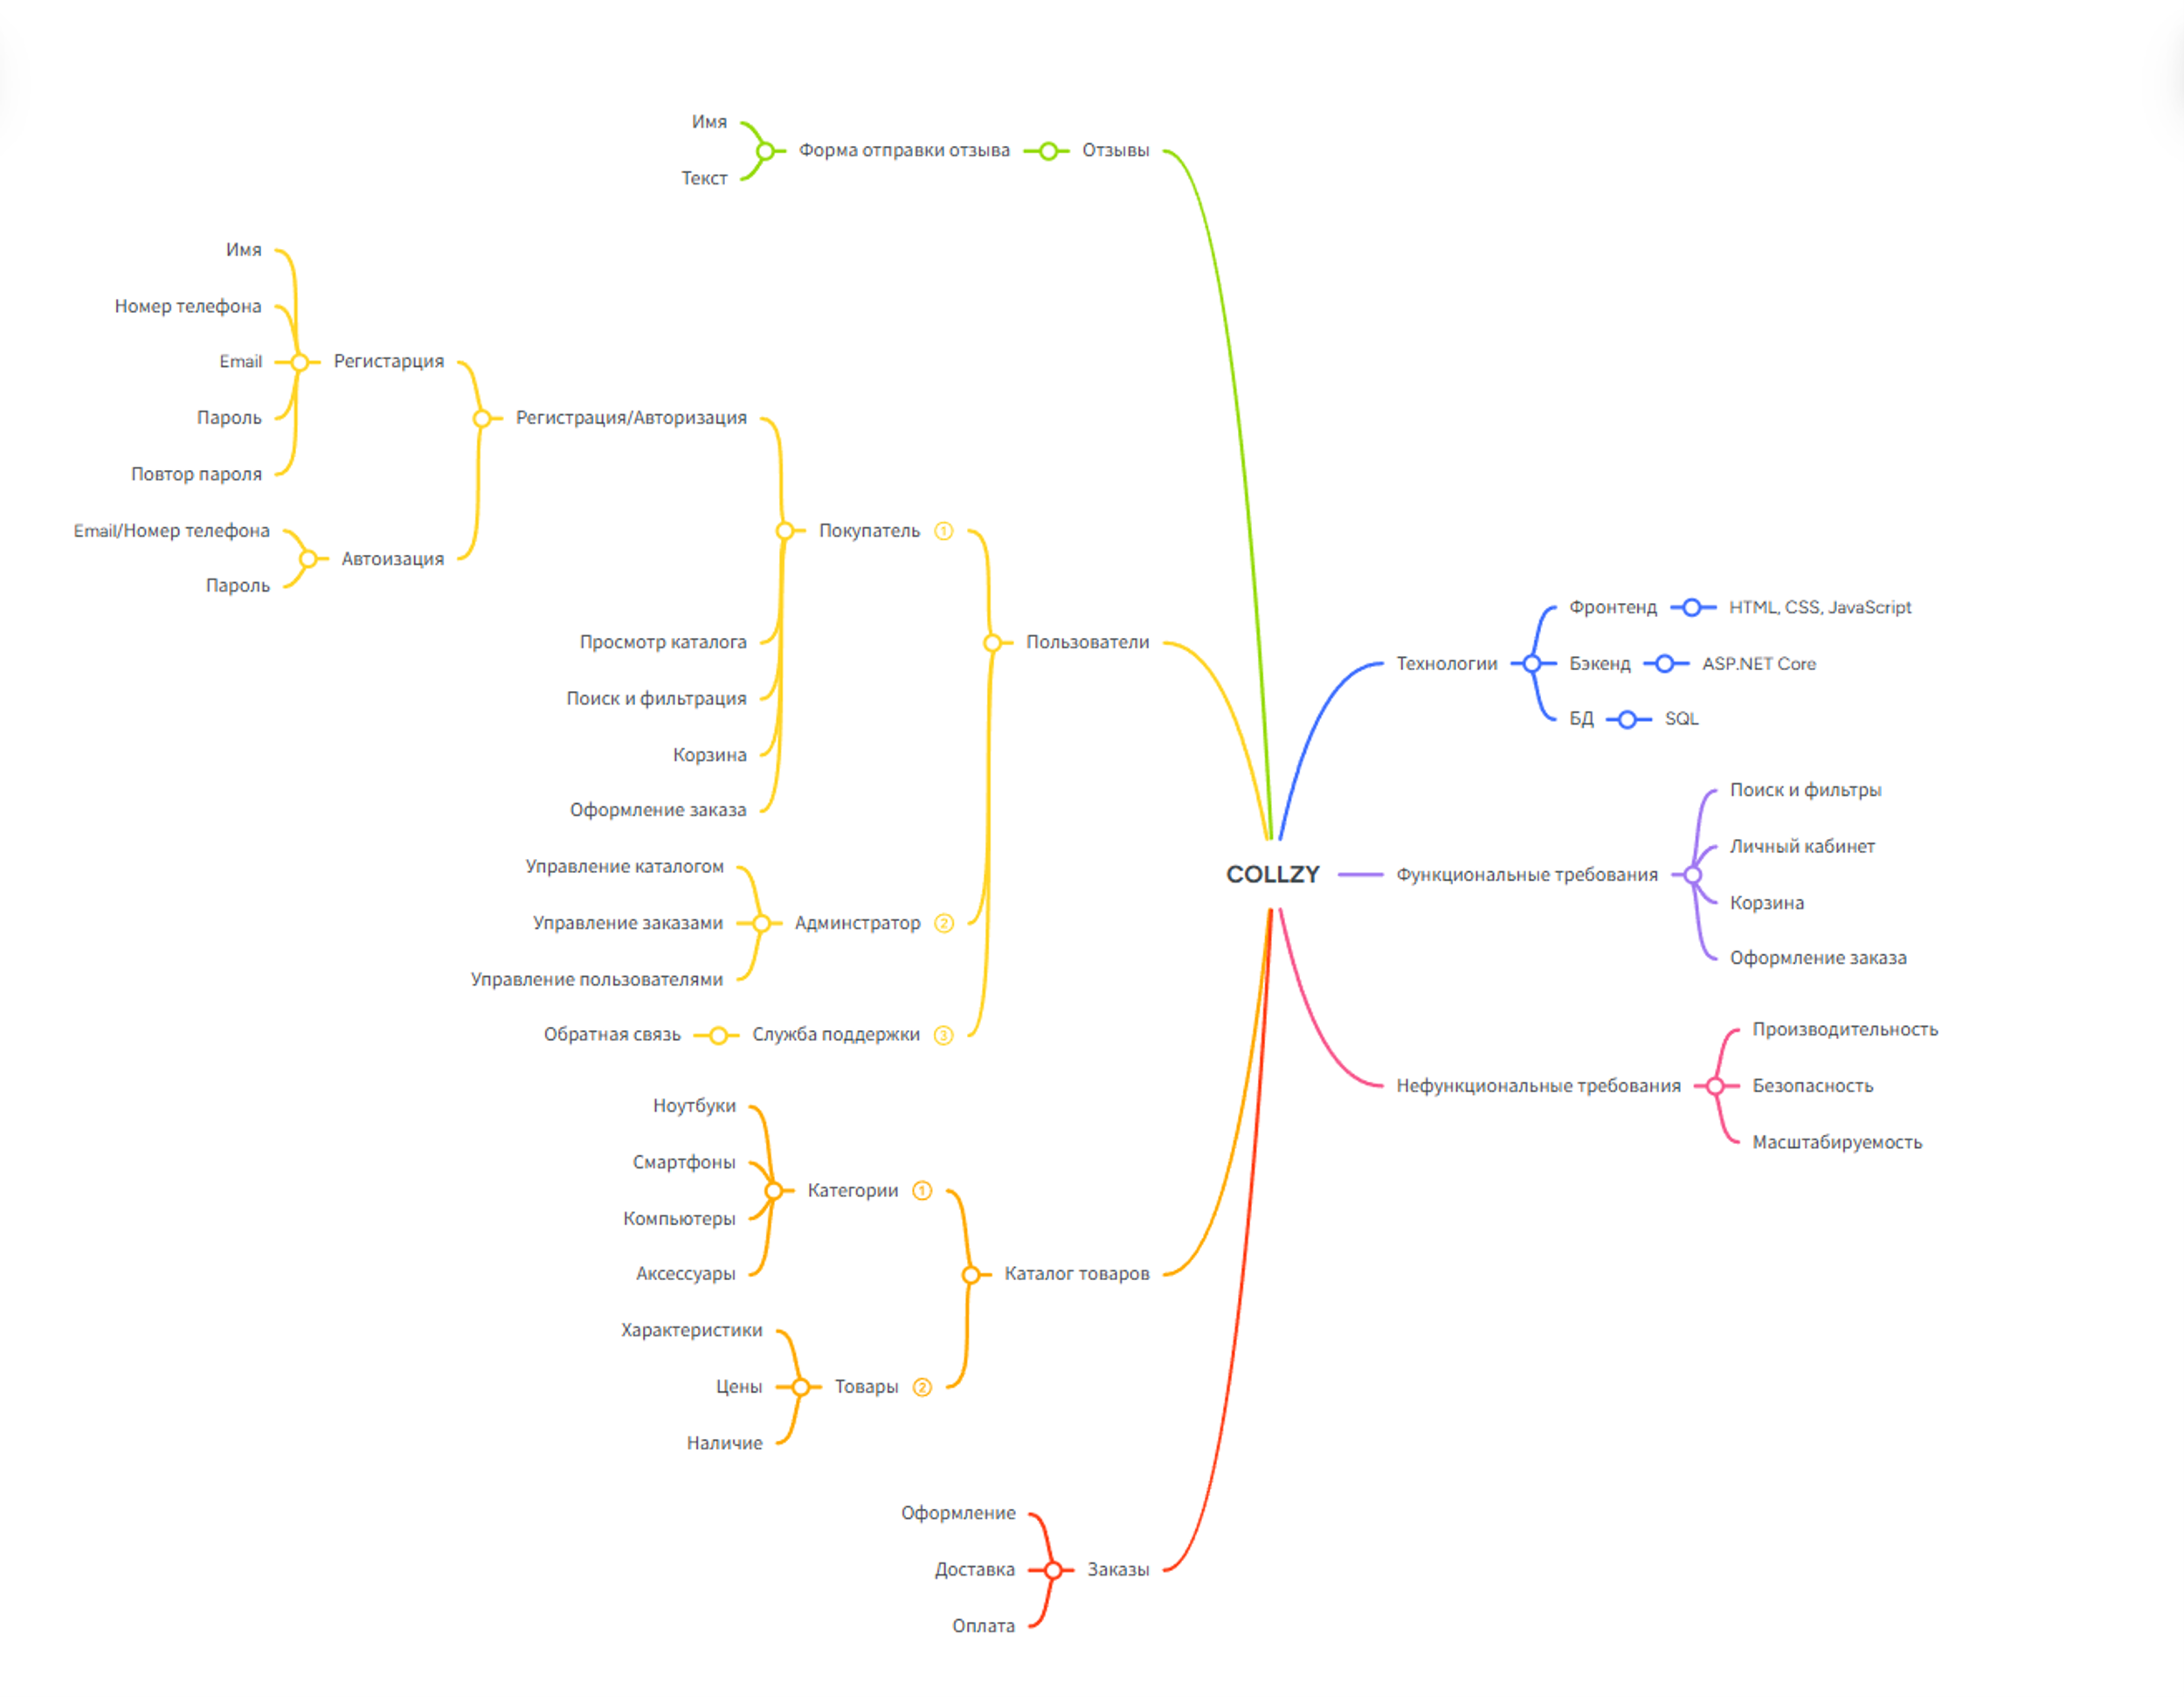 Имя
Текст
Форма отправки отзыва
Отзывы
Имя
Номер телефона
Email
Пароль
Повтор пароля
Регистарция
Email/Номер телефона
Пароль
Автоизация
Регистрация/Авторизация
Просмотр каталога
Поиск и фильтрация
Корзина
Оформление заказа
Покупатель 1
Управление каталогом
Управление заказами
Управление пользователями
Админстратор 2
Обратная связь
Служба поддержки 3
Пользователи
Ноутбуки
Смартфоны
Компьютеры
Аксессуары
Категории 1
Характеристики
Цены
Наличие
Товары 2
Каталог товаров
Оформление
Доставка
Оплата
Заказы
COLLZY
Технологии
Фронтенд
HTML, CSS, JavaScript
Бэкенд
ASP.NET Core
БД
SQL
Функциональные требования
Поиск и фильтры
Личный кабинет
Корзина
Оформление заказа
Нефункциональные требования
Производительность
Безопасность
Масштабируемость